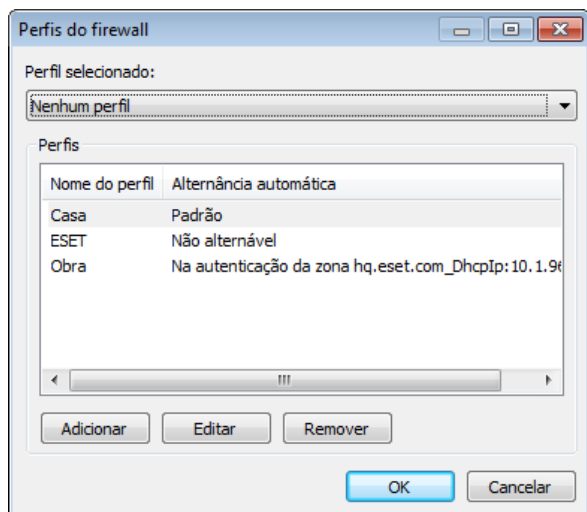 Perfis do firewall
Perfil selecionado:
Nenhum perfil
Perfis
Nome do perfil Alternância automática
Casa Padrão
ESET Não alternável
Obra Na autenticação da zona hq.eset.com_DhcpIp:10.1.96
Adicionar Editar Remover
OK Cancelar